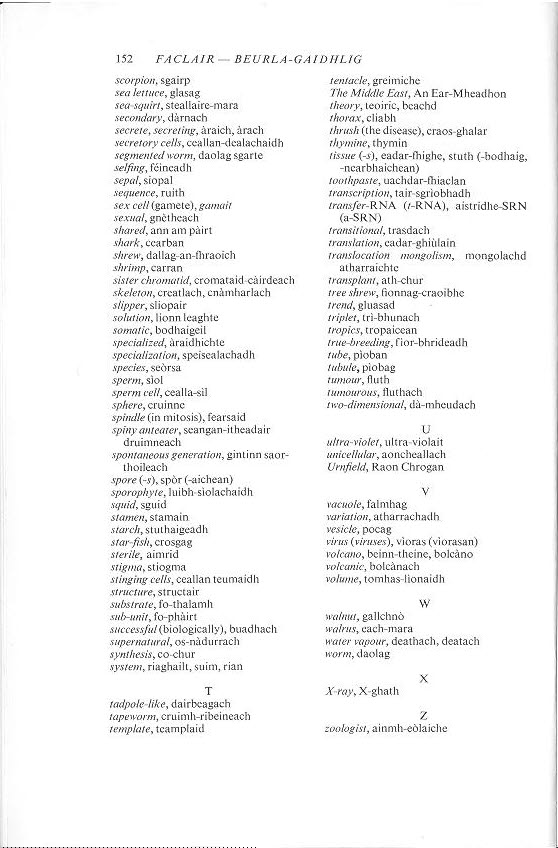 152 FACLAIR — BEURLA-GAIDHLIG
scorpion, sgairp
sea lettuce, glasag
sea-squirt, steallaire-mara
secondary, dàrnach
secrete, secreting, àraich, àrach
secretory cells, ceallan-dealachaidh
segmented worm, daolag sgarte
selfing, féineadh
sepal, siopal
sequence, ruith
sex cell (gamete), gamait
sexual, gnètheach
shared, ann am pàirt
shark, cearban
shrew, dallag-an-fhraoich
shrimp, carran
sister chromatid, cromataid-càirdeach
skeleton, creatlach, cnàmharlach
slipper, sliopair
solution, lionn leaghte
somatic, bodhaigeil
specialized, àraidhichte
specialization, speisealachadh
species, seòrsa
sperm, sìol
sperm cell, cealla-sil
sphere, cruinne
spindle (in mitosis), fearsaid
spiny anteater, seangan-itheadair
druimneach
spontaneous generation, gintinn saor-
thoileach
spore (-s), spòr (-aichean)
sporophyte, luibh-sìolachaidh
squid, sguid
stamen, stamain
starch, stuthaigeadh
star-fish, crosgag
sterile, aimrid
stigma, stiogma
stinging cells, ceallan teumaidh
structure, structair
substrate, fo-thalamh
sub-unit, fo-phàirt
successful (biologically), buadhach
supernatural, os-nàdurrach
synthesis, co-chur
system, riaghailt, suim, rian
T
tadpole-like, dairbeagach
tapeworm, cruimh-ribeineach
template, teamplaid
tentacle, greimiche
The Middle East, An Ear-Mheadhon
theory, teoiric, beachd
thorax, cliabh
thrush (the disease), craos-ghalar
thymine, thymin
tissue (-s), eadar-fhighe, stuth (-bodhaig,
-nearbhaichean)
toothpaste, uachdar-fhiaclan
transcription, tair-sgrìobhadh
transfer-RNA (t-RNA), aistridhe-SRN
(a-SRN)
transitional, trasdach
translation, eadar-ghiùlain
translocation mongolism, mongolachd
atharraichte
transplant, ath-chur
tree shrew, fionnag-craoibhe
trend, gluasad
triplet, trì-bhunach
tropics, tropaicean
true-breeding, fìor-bhrideadh
tube, pìoban
tubule, pìobag
tumour, fluth
tumourous, fluthach
two-dimensional, dà-mheudach
U
ultra-violet, ultra-violait
unicellular, aoncheallach
Urnfield, Raon Chrogan
V
vacuole, falmhag
variation, atharrachadh
vesicle, pocag
virus (viruses), vioras (viorasan)
volcano, beinn-theine, bolcàno
volcanic, bolcànach
volume, tomhas-lìonaidh
W
walnut, gallchnò
walrus, each-mara
water vapour, deathach, deatach
worm, daolag
X
X-ray, X-ghath
Z
zoologist, ainmh-eòlaiche